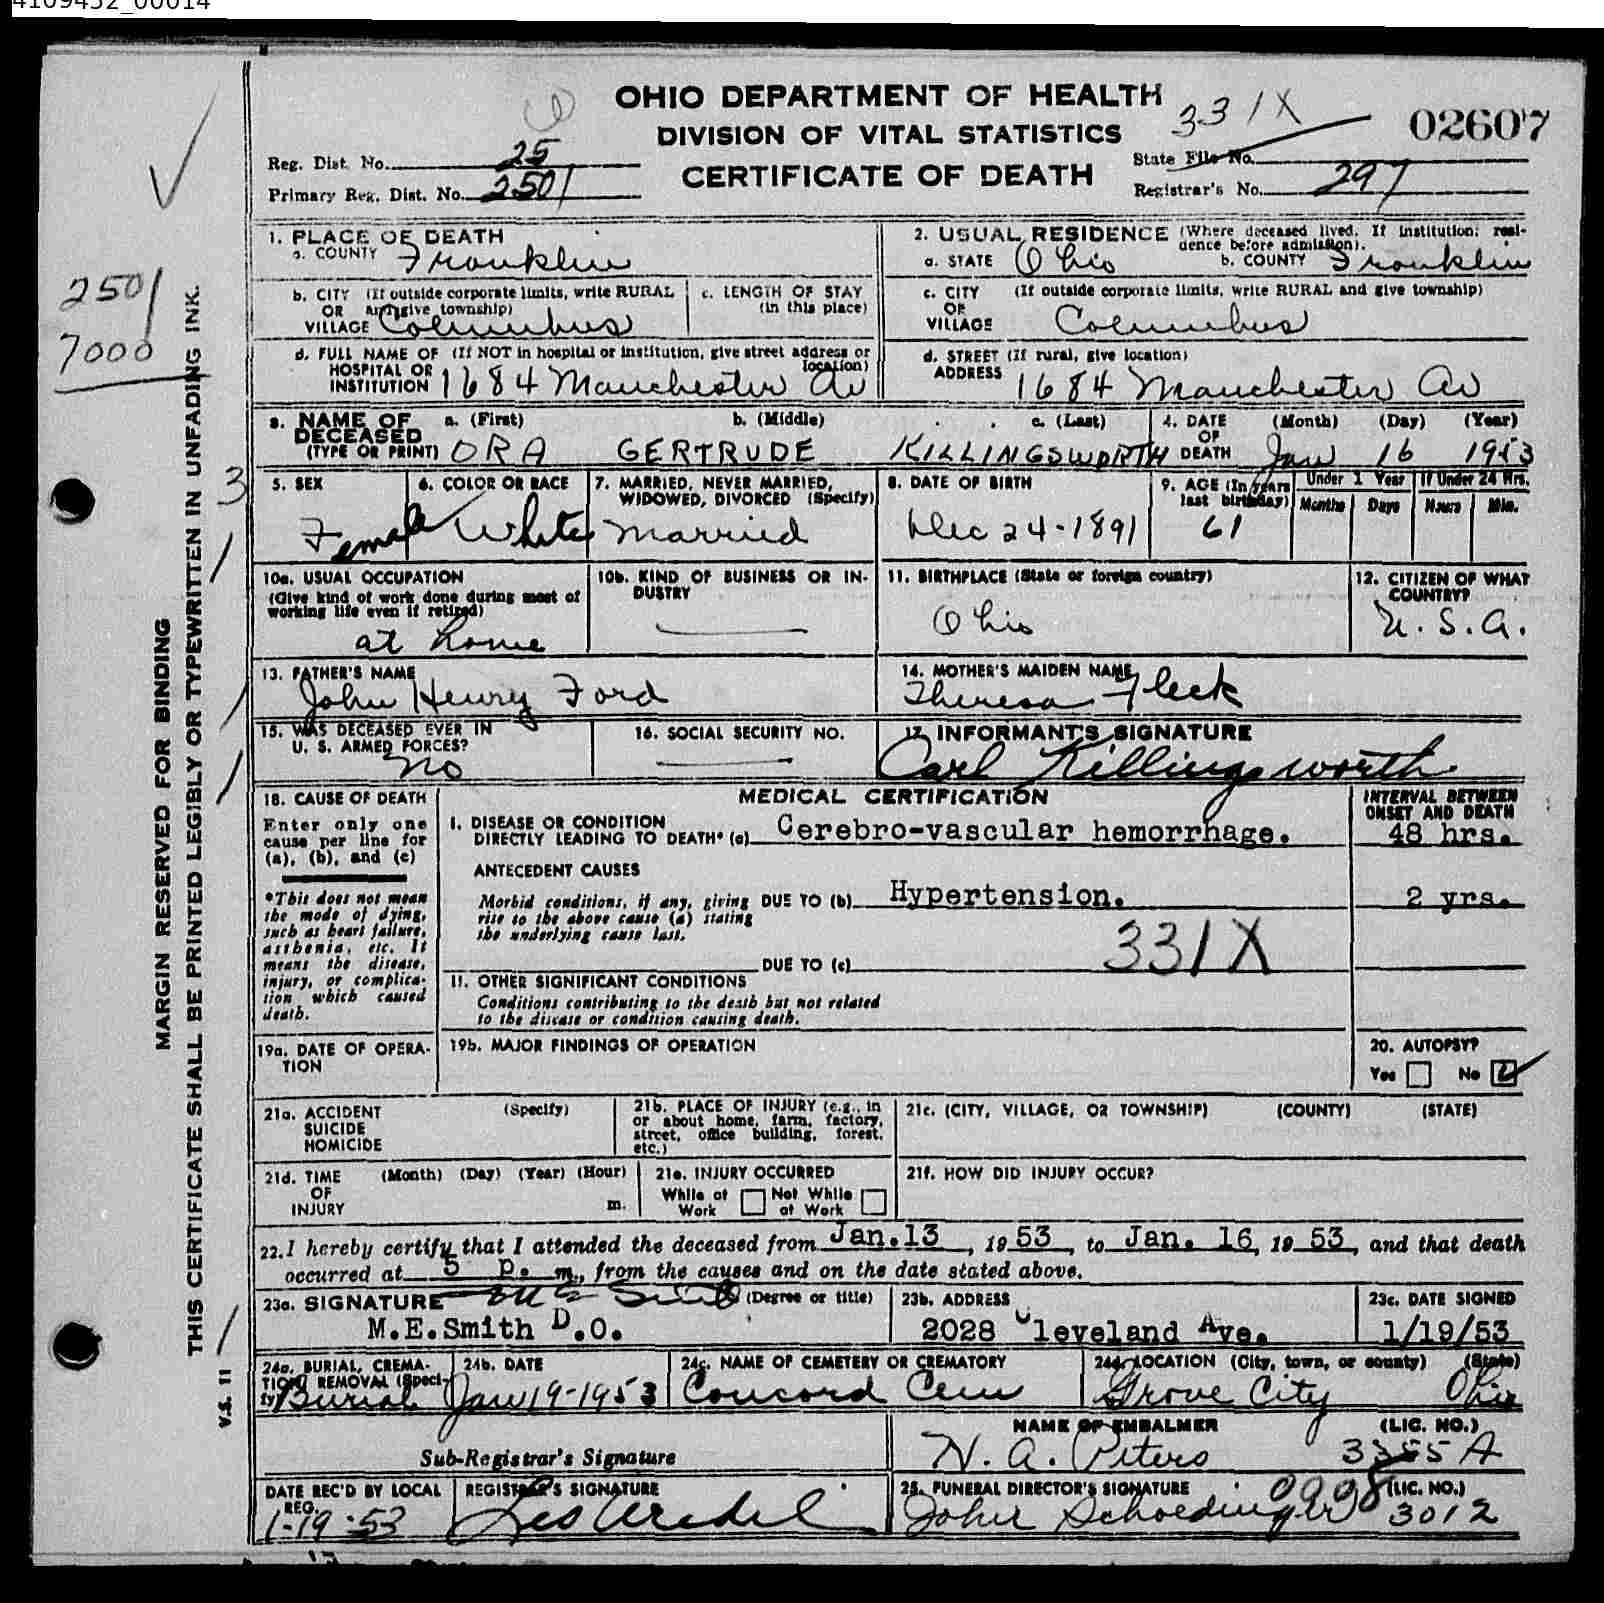 4109452_00014
OHIO DEPARTMENT OF HEALTH
DIVISION OF VITAL STATISTICS
CERTIFICATE OF DEATH
331X
02607
Reg. Dist. No. 25
Primary Reg. Dist. No. 2501
State File No.
Registrar's No. 297
2501
7000
3
MARGIN RESERVED FOR BINDING
THIS CERTIFICATE SHALL BE PRINTED LEGIBLY OR TYPEWRITTEN IN UNFADING INK.
V.S. 11
1. PLACE OF DEATH
a. COUNTY Franklin
2. USUAL RESIDENCE (Where deceased lived. If institution: resi-
dence before admission).
a. STATE Ohio b. COUNTY Franklin
b. CITY (If outside corporate limits, write RURAL
OR and give township)
VILLAGE Columbus
c. LENGTH OF STAY
(in this place)
c. CITY (If outside corporate limits, write RURAL and give township)
OR
VILLAGE Columbus
d. FULL NAME OF (If NOT in hospital or institution, give street address or
location)
HOSPITAL OR
INSTITUTION 1684 Manchester Av
d. STREET (If rural, give location)
ADDRESS 1684 Manchester Av
3. NAME OF DECEASED (TYPE OR PRINT)
a. (First) b. (Middle) c. (Last)
ORA GERTRUDE KILLINGSWORTH
4. DATE OF DEATH (Month) (Day) (Year)
Jan 16 1953
5. SEX
Female
6. COLOR OR RACE
White
7. MARRIED, NEVER MARRIED,
WIDOWED, DIVORCED (Specify)
Married
8. DATE OF BIRTH
Dec 24-1891
9. AGE (In years
last birthday)
61
Under 1 Year
Months Days
If Under 24 Hrs.
Hours Min.
10a. USUAL OCCUPATION
(Give kind of work done during most of
working life even if retired)
at home
10b. KIND OF BUSINESS OR IN-
DUSTRY
11. BIRTHPLACE (State or foreign country)
Ohio
12. CITIZEN OF WHAT
COUNTRY?
U.S.A.
13. FATHER'S NAME
John Henry Ford
14. MOTHER'S MAIDEN NAME
Theresa Fleck
15. WAS DECEASED EVER IN
U. S. ARMED FORCES?
no
16. SOCIAL SECURITY NO.
17. INFORMANT'S SIGNATURE
Carl Killingsworth
18. CAUSE OF DEATH
Enter only one
cause per line for
(a), (b), and (c)
*This does not mean
the mode of dying,
such as heart failure,
asthenia, etc. It
means the disease,
injury, or complica-
tion which caused
death.
MEDICAL CERTIFICATION
INTERVAL BETWEEN
ONSET AND DEATH
I. DISEASE OR CONDITION
DIRECTLY LEADING TO DEATH* (a) Cerebro-vascular hemorrhage. 48 hrs.
ANTECEDENT CAUSES
Morbid conditions, if any, giving DUE TO (b) Hypertension. 2 yrs.
rise to the above cause (a) stating
the underlying cause last.
DUE TO (c) 331X
II. OTHER SIGNIFICANT CONDITIONS
Conditions contributing to the death but not related
to the disease or condition causing death.
19a. DATE OF OPERA-
TION
19b. MAJOR FINDINGS OF OPERATION
20. AUTOPSY?
Yes No
21a. ACCIDENT (Specify)
SUICIDE
HOMICIDE
21b. PLACE OF INJURY (e.g., in
or about home, farm, factory,
street, office building, forest,
etc.)
21c. (CITY, VILLAGE, OR TOWNSHIP) (COUNTY) (STATE)
21d. TIME (Month) (Day) (Year) (Hour)
OF
INJURY m.
21e. INJURY OCCURRED
While at Work Not While at Work
21f. HOW DID INJURY OCCUR?
22. I hereby certify that I attended the deceased from Jan.13, 1953, to Jan. 16, 1953, and that death
occurred at 5 p. m., from the causes and on the date stated above.
23a. SIGNATURE M E Smith (Degree or title)
M.E.Smith D.O.
23b. ADDRESS
2028 Cleveland Ave.
23c. DATE SIGNED
1/19/53
24a. BURIAL, CREMA-
TION, REMOVAL (Speci-
fy) Burial
24b. DATE
Jan 19-1953
24c. NAME OF CEMETERY OR CREMATORY
Concord Cem
24d. LOCATION (City, town, or county) (State)
Grove City Ohio
Sub-Registrar's Signature
NAME OF EMBALMER (LIC. NO.)
N. A. Peters 3355 A
DATE REC'D BY LOCAL
REG.
1-19-53
REGISTRAR'S SIGNATURE
25. FUNERAL DIRECTOR'S SIGNATURE (LIC. NO.)
John Schoedinger 3012